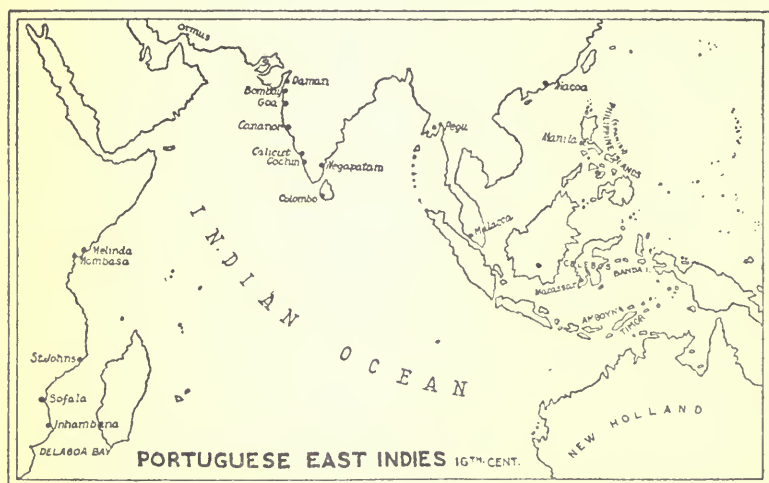 Ormus
Daman
Bombay
Goa
Cananor
Calicut
Cochin
Negapatam
Colombo
Pegu
Macoa
Manila
PHILIPPINE ISLANDS
(Spanish)
Malacca
CELEBES
Macassar
BANDA I.
AMBOYNA
TIMOR
Melinda
Mombasa
INDIAN OCEAN
St.Johns
Sofala
Inhambana
DELAGOA BAY
NEW HOLLAND
PORTUGUESE EAST INDIES 16TH. CENT.